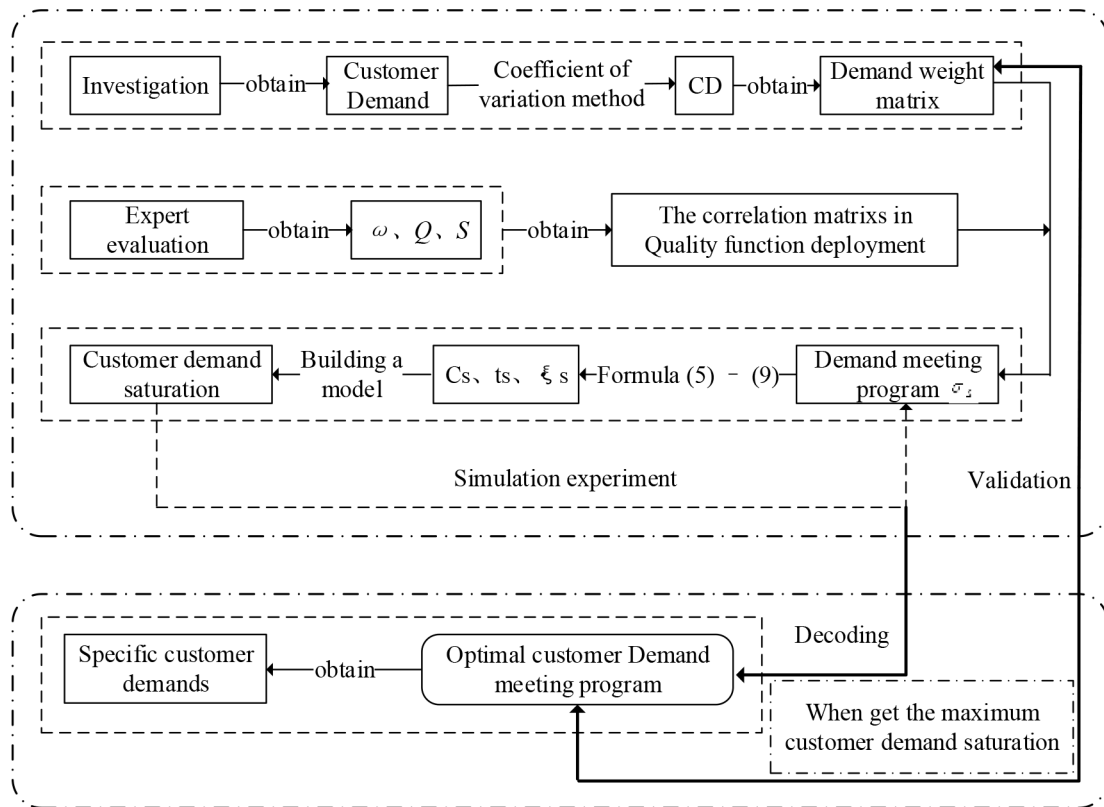 Investigation
obtain
Customer
Demand
Coefficient of
variation method
CD
obtain
Demand weight
matrix
Expert
evaluation
obtain
ω、Q、S
obtain
The correlation matrixs in
Quality function deployment
Customer demand
saturation
Building a
model
Cs、ts、ξs
Formula (5) - (9)
Demand meeting
program σs
Simulation experiment
Validation
Specific customer
demands
obtain
Optimal customer Demand
meeting program
Decoding
When get the maximum
customer demand saturation